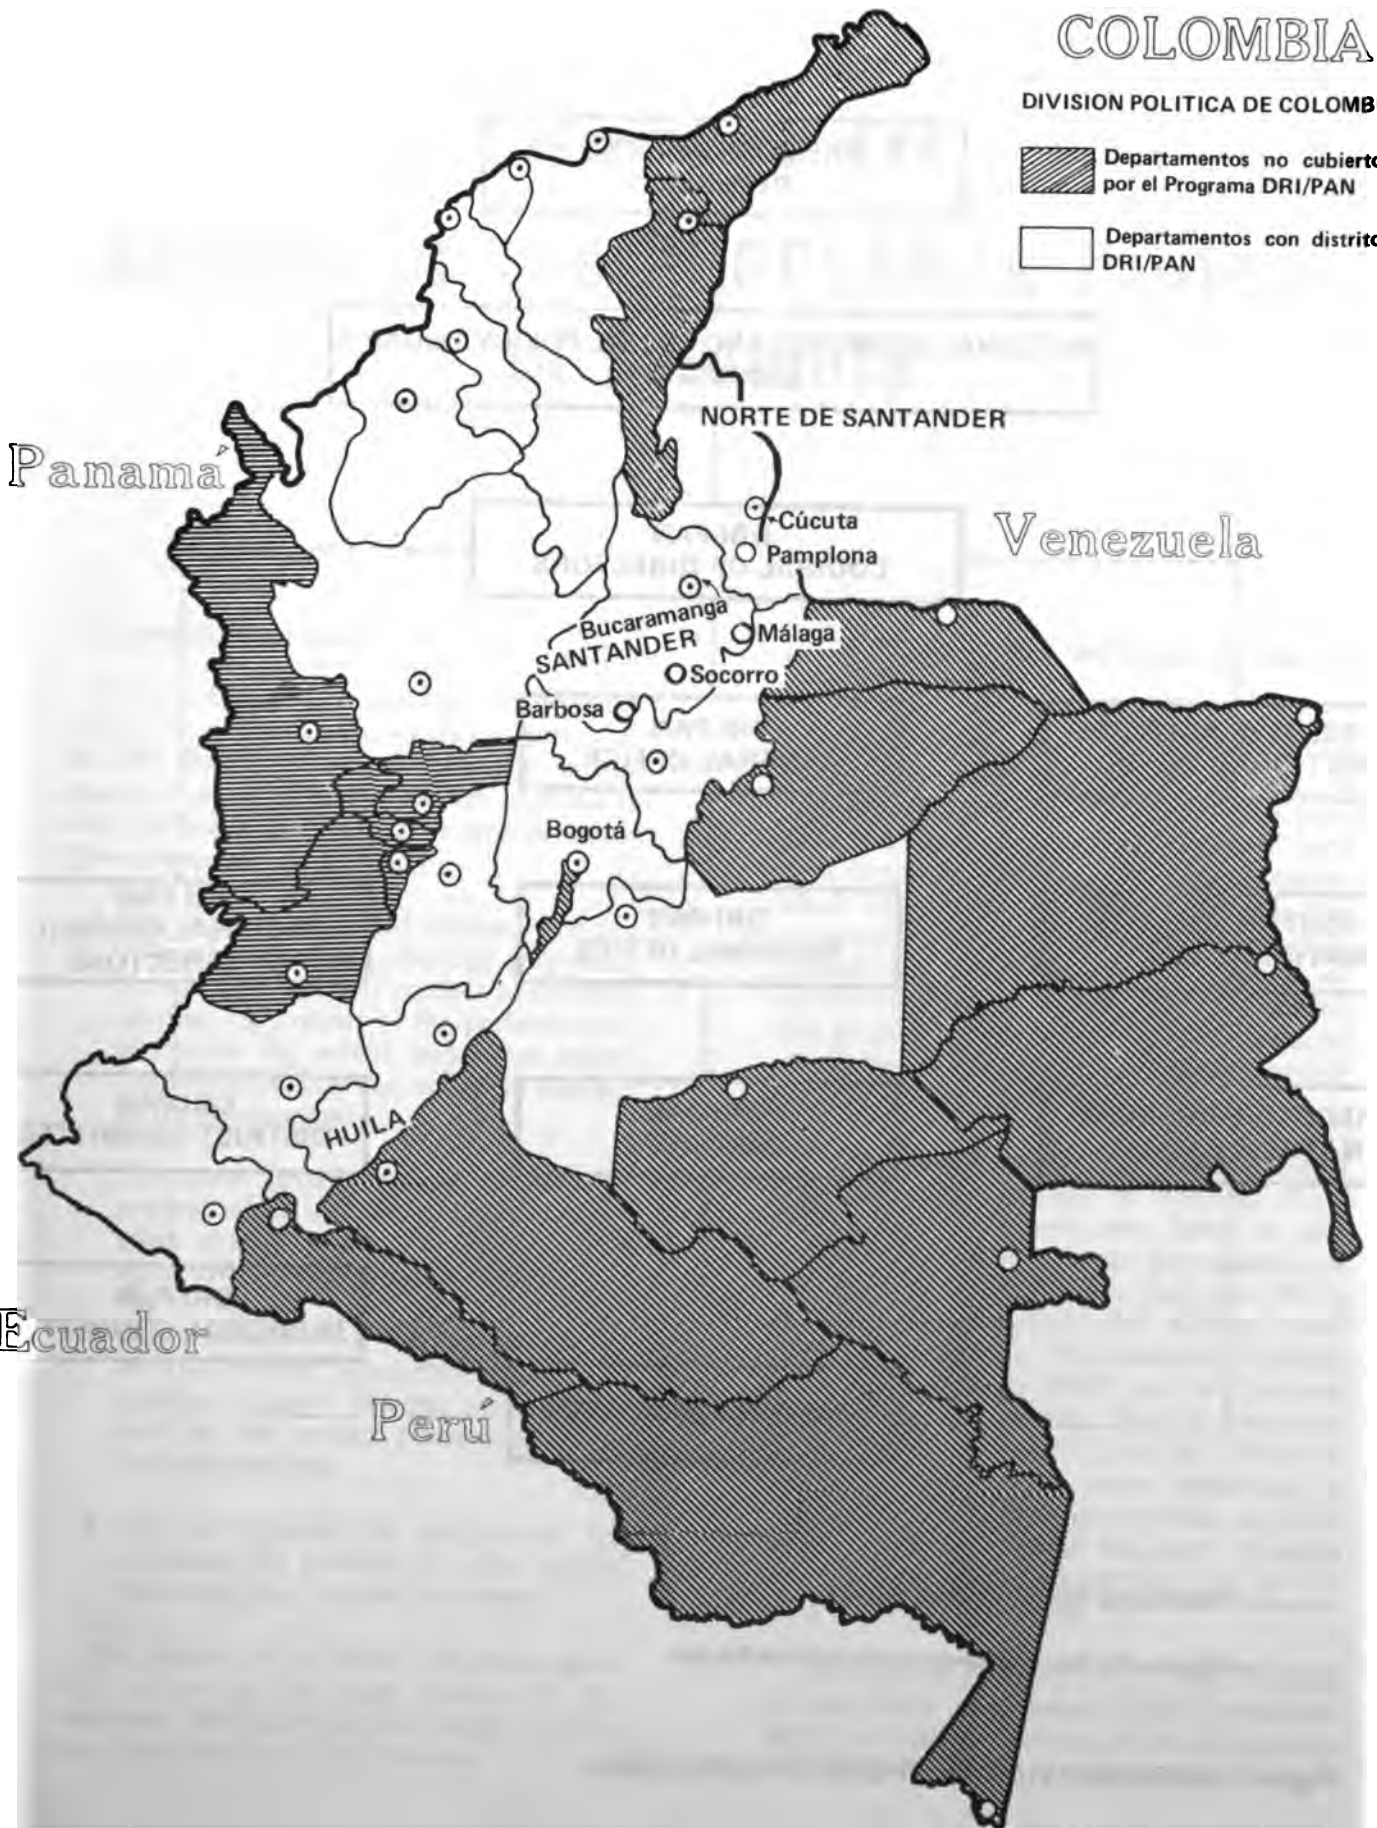 COLOMBIA
DIVISION POLITICA DE COLOMB
Departamentos no cubierto
por el Programa DRI/PAN
Departamentos con distrito
DRI/PAN
NORTE DE SANTANDER
Panamá
Venezuela
Cúcuta
Pamplona
Bucaramanga
SANTANDER
Málaga
Socorro
Barbosa
Bogotá
HUILA
Ecuador
Perú